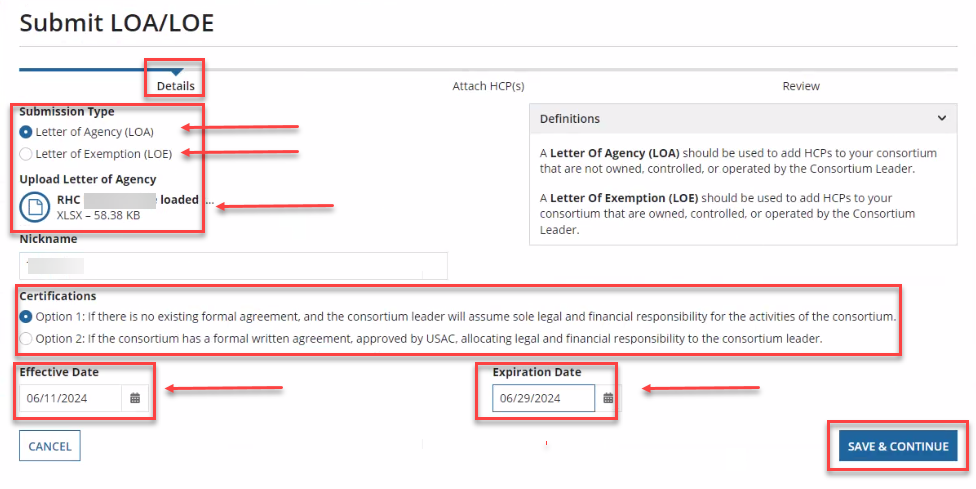 Submit LOA/LOE
Details
Attach HCP(s)
Review
Submission Type
Letter of Agency (LOA)
Letter of Exemption (LOE)
Upload Letter of Agency
RHC loaded ...
XLSX – 58.38 KB
Definitions
A Letter Of Agency (LOA) should be used to add HCPs to your consortium
that are not owned, controlled, or operated by the Consortium Leader.
A Letter Of Exemption (LOE) should be used to add HCPs to your
consortium that are owned, controlled, or operated by the Consortium
Leader.
Nickname
Certifications
Option 1: If there is no existing formal agreement, and the consortium leader will assume sole legal and financial responsibility for the activities of the consortium.
Option 2: If the consortium has a formal written agreement, approved by USAC, allocating legal and financial responsibility to the consortium leader.
Effective Date
Expiration Date
06/11/2024
06/29/2024
CANCEL
SAVE & CONTINUE